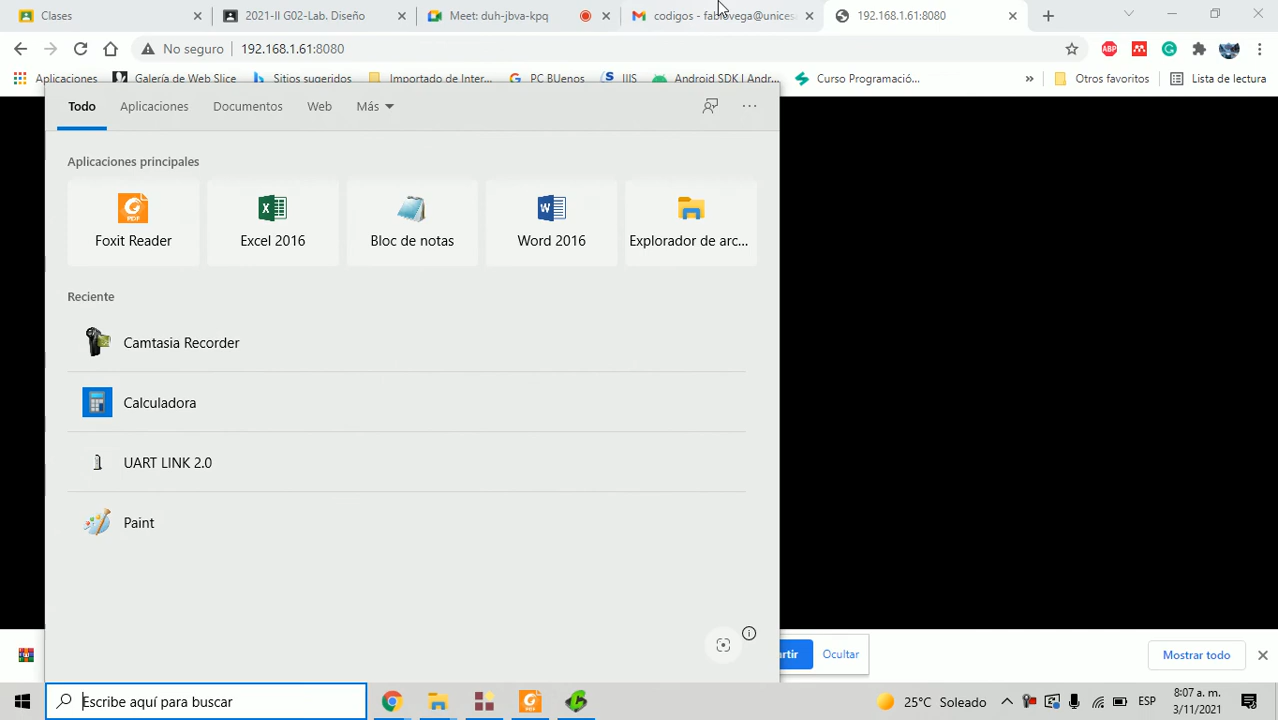 Clases
2021-II G02-Lab. Diseño
Meet: duh-jbva-kpq
codigos - fabiovega@unices
192.168.1.61:8080
No seguro
192.168.1.61:8080
ABP
Aplicaciones
Galería de Web Slice
Sitios sugeridos
Importado de Inter...
PC BUenos
IIIS
Android SDK | Andr...
Curso Programació...
»
Otros favoritos
Lista de lectura
Todo
Aplicaciones
Documentos
Web
Más
Aplicaciones principales
Foxit Reader
Excel 2016
Bloc de notas
Word 2016
Explorador de arc...
Reciente
Camtasia Recorder
Calculadora
UART LINK 2.0
Paint
rtir
Ocultar
Mostrar todo
Escribe aquí para buscar
25°C Soleado
ESP
8:07 a. m.
3/11/2021